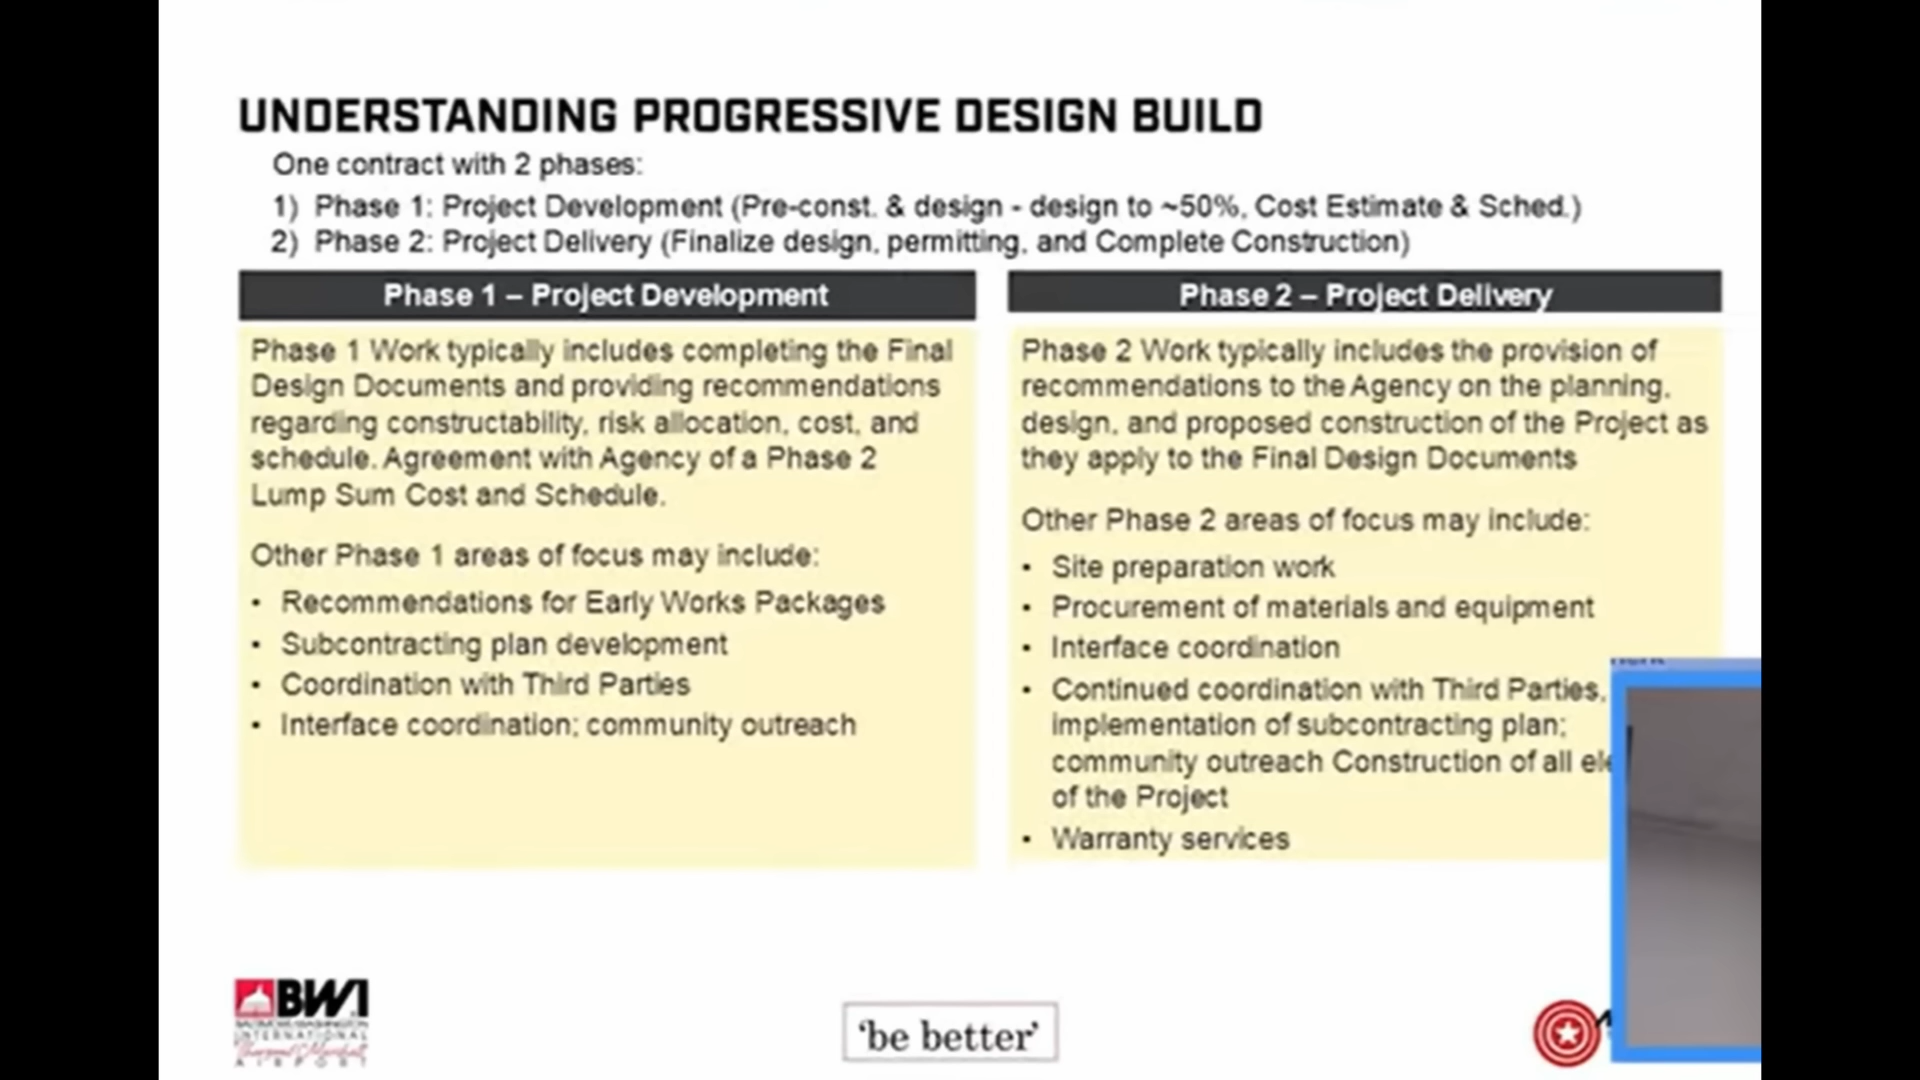 UNDERSTANDING PROGRESSIVE DESIGN BUILD
One contract with 2 phases:
1) Phase 1: Project Development (Pre-const. & design - design to ~50%, Cost Estimate & Sched.)
2) Phase 2: Project Delivery (Finalize design, permitting, and Complete Construction)
Phase 1 – Project Development
Phase 1 Work typically includes completing the Final
Design Documents and providing recommendations
regarding constructability, risk allocation, cost, and
schedule. Agreement with Agency of a Phase 2
Lump Sum Cost and Schedule.
Other Phase 1 areas of focus may include:
• Recommendations for Early Works Packages
• Subcontracting plan development
• Coordination with Third Parties
• Interface coordination; community outreach
Phase 2 – Project Delivery
Phase 2 Work typically includes the provision of
recommendations to the Agency on the planning,
design, and proposed construction of the Project as
they apply to the Final Design Documents
Other Phase 2 areas of focus may include:
• Site preparation work
• Procurement of materials and equipment
• Interface coordination
• Continued coordination with Third Parties,
implementation of subcontracting plan;
community outreach Construction of all
of the Project
• Warranty services
BWI
BALTIMORE/WASHINGTON
INTERNATIONAL
Thurgood Marshall
AIRPORT
‘be better’